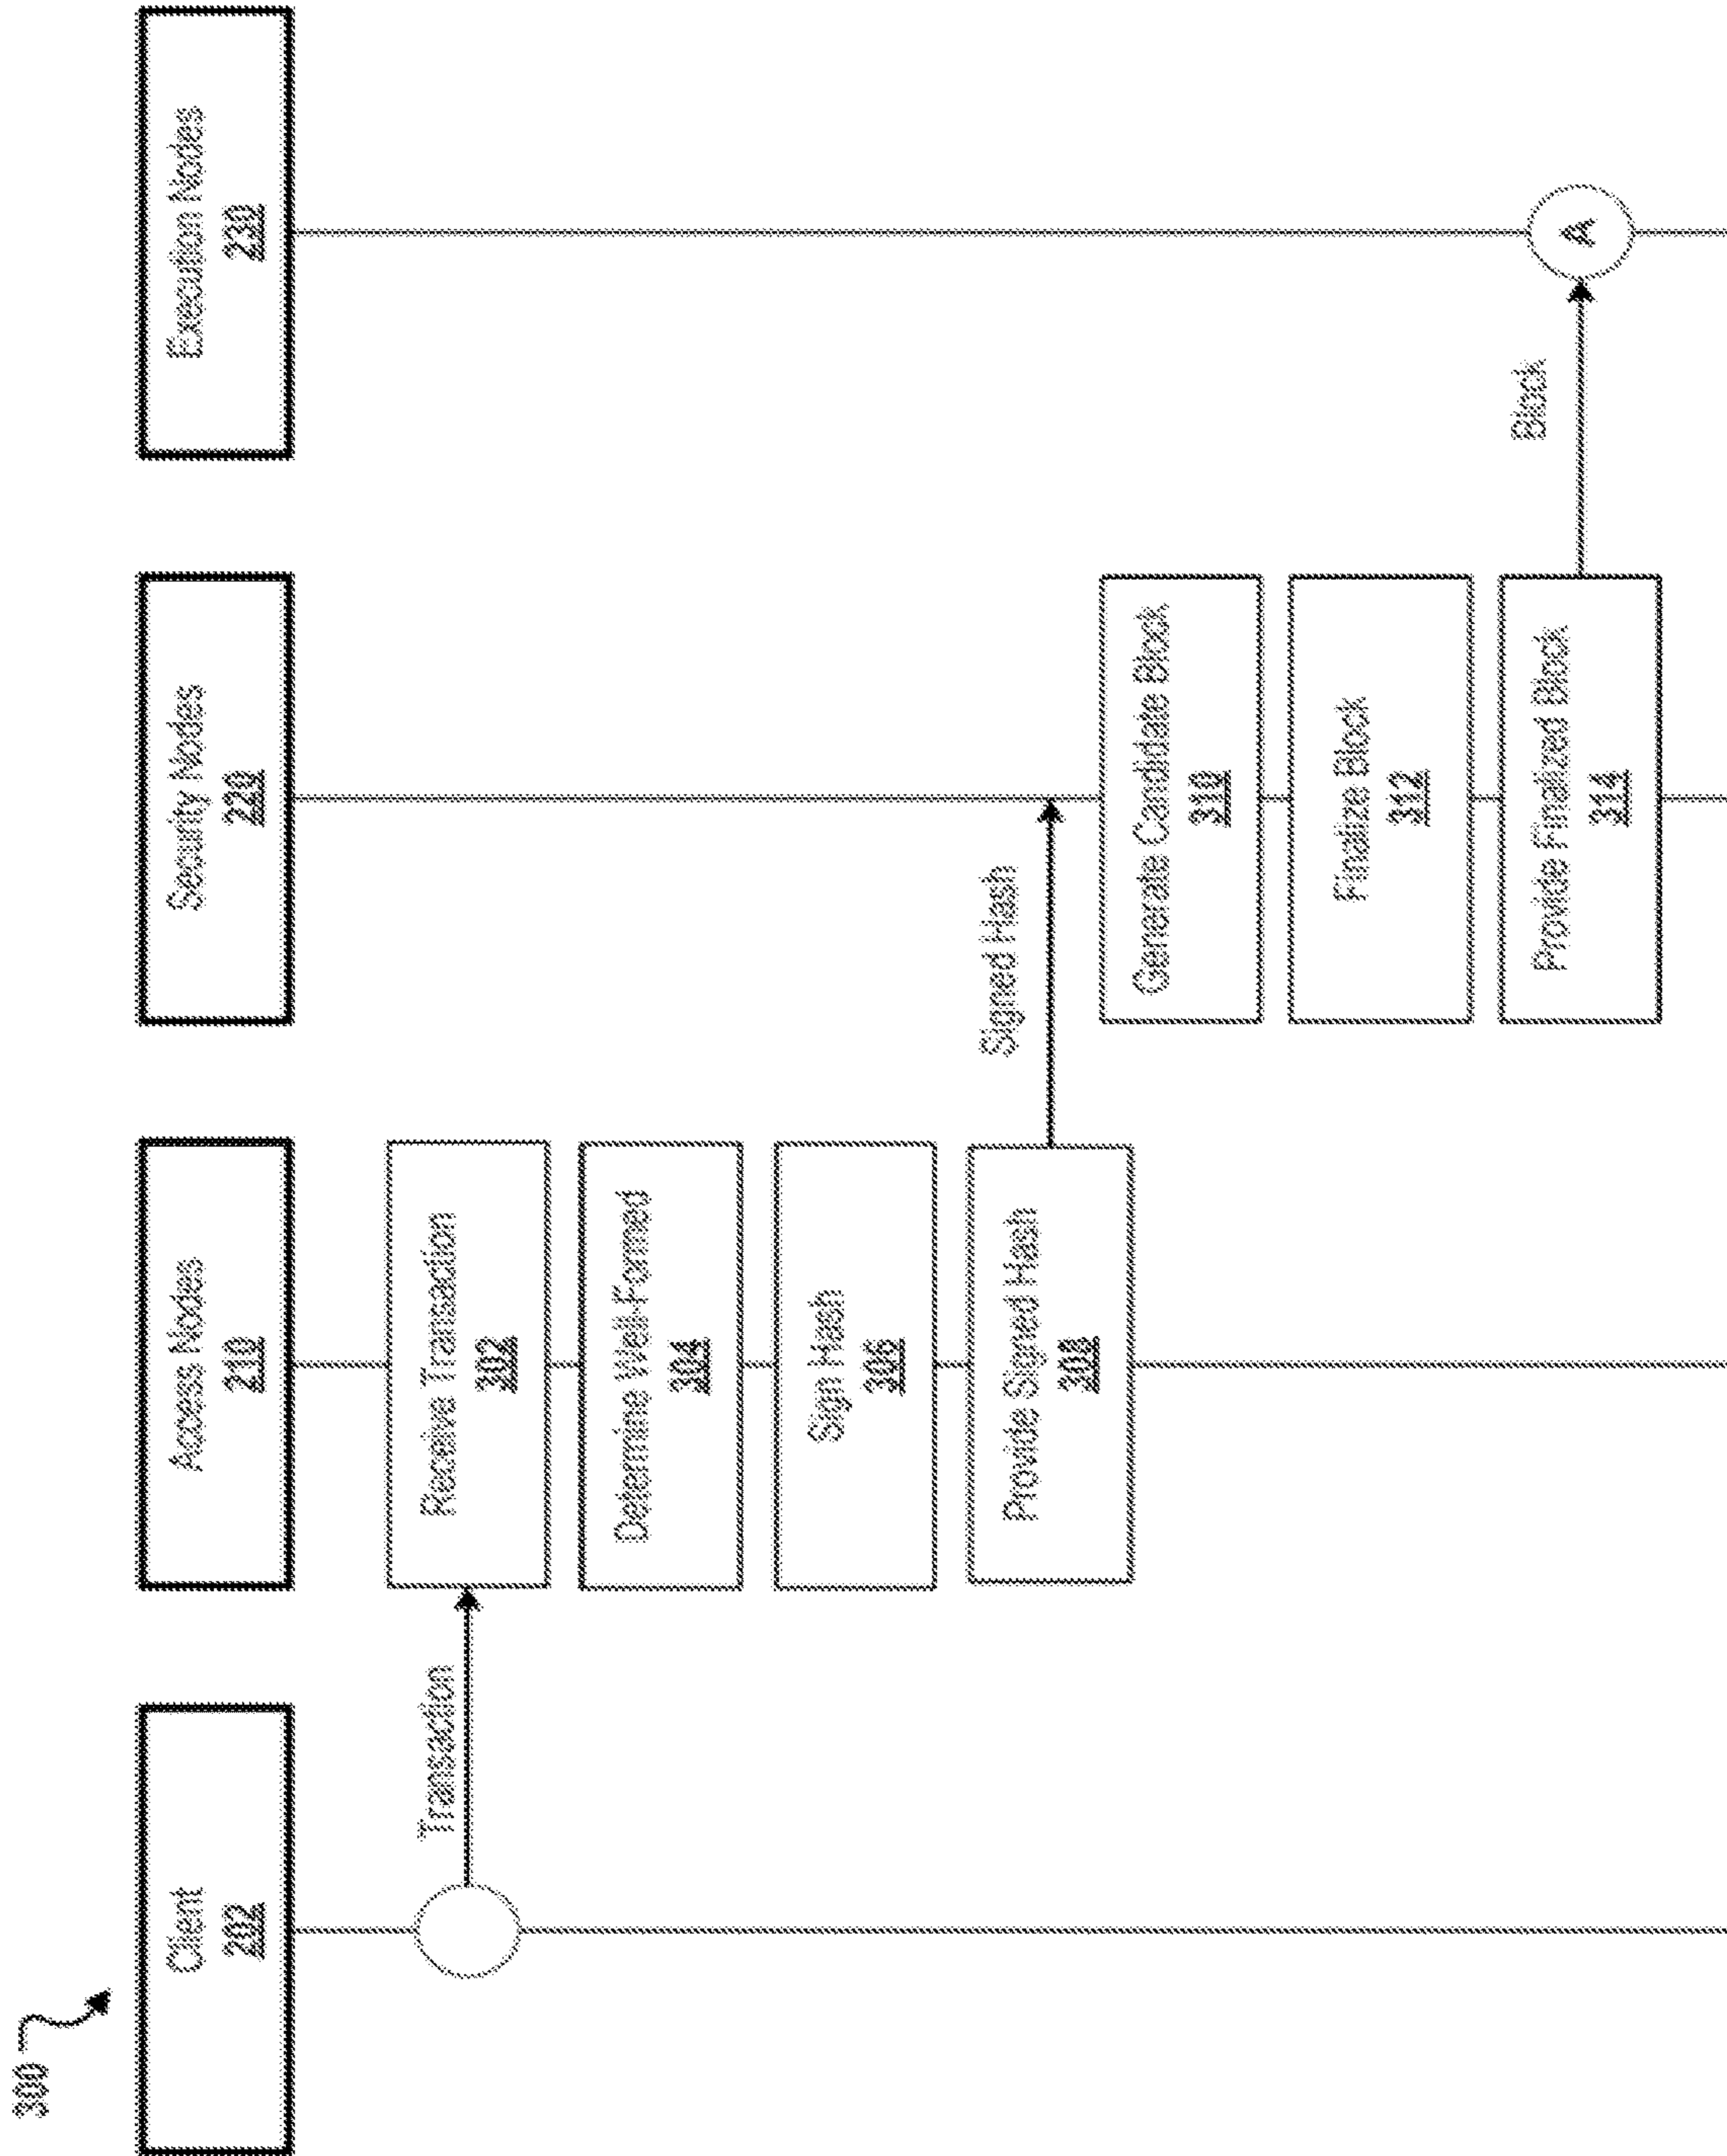 300
Client
202
Access Nodes
210
Security Nodes
220
Execution Nodes
230
Transaction
Receive Transaction
302
Determine Well-Formed
304
Sign Hash
306
Provide Signed Hash
308
Signed Hash
Generate Candidate Block
310
Finalize Block
312
Provide Finalized Block
314
Block
A